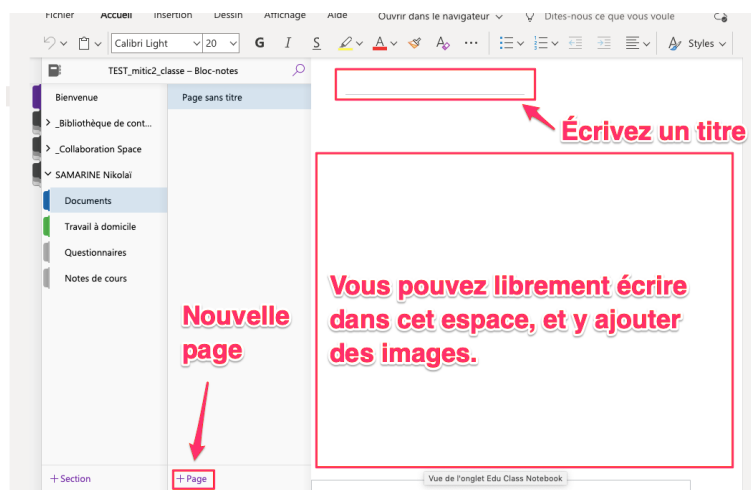 Fichier Accueil Insertion Dessin Affichage Aide Ouvrir dans le navigateur Dites-nous ce que vous voule
Calibri Light 20 G I S A A Styles
TEST_mitic2_classe – Bloc-notes
Bienvenue
Page sans titre
_Bibliothèque de cont...
_Collaboration Space
SAMARINE Nikolaï
Documents
Travail à domicile
Questionnaires
Notes de cours
Écrivez un titre
Vous pouvez librement écrire
dans cet espace, et y ajouter
des images.
Nouvelle
page
+ Section
+ Page
Vue de l'onglet Edu Class Notebook